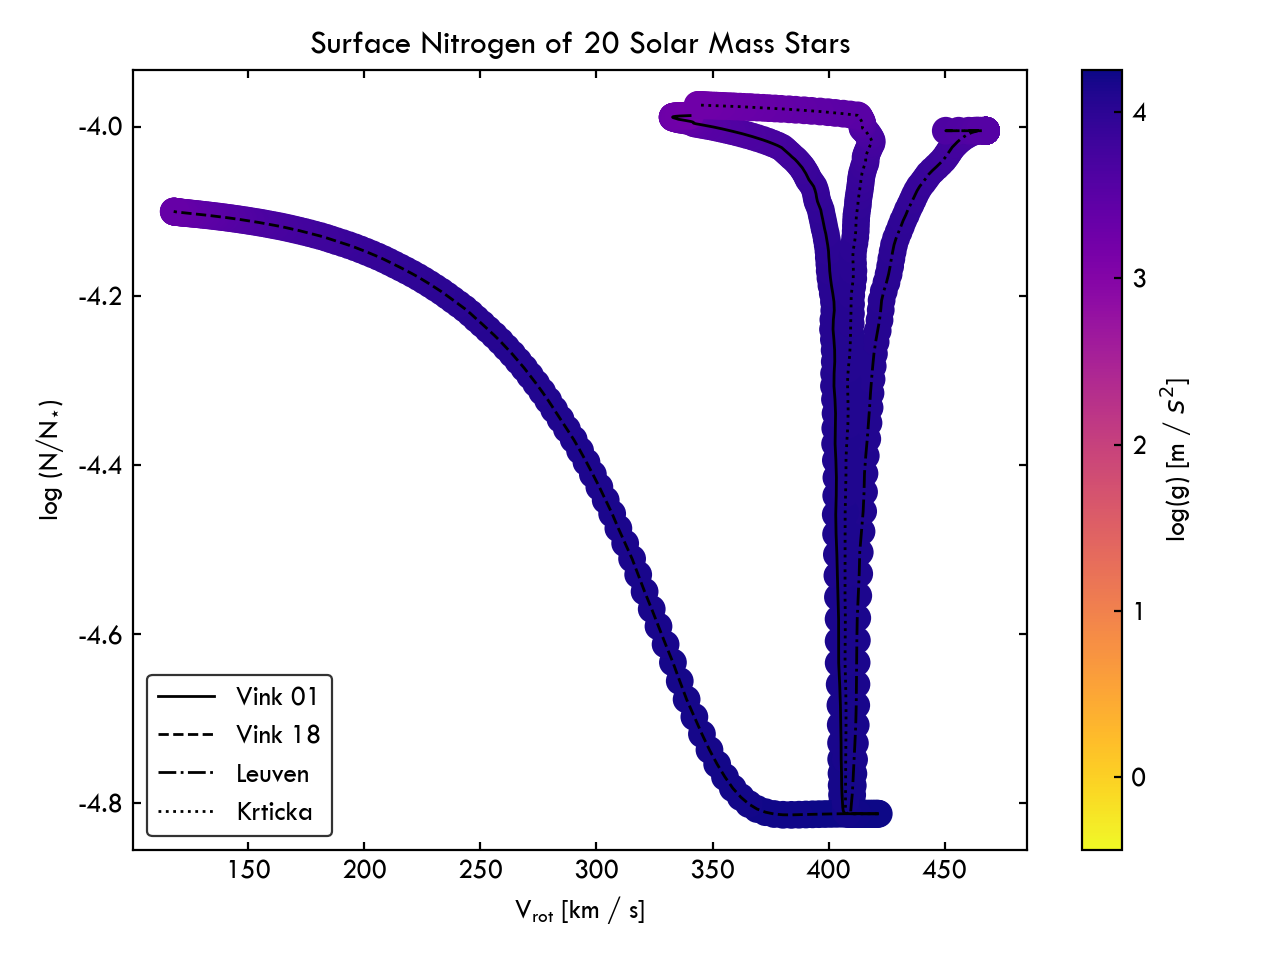 Surface Nitrogen of 20 Solar Mass Stars
-4.0
-4.2
-4.4
-4.6
-4.8
log (N/N⋆)
Vink 01
Vink 18
Leuven
Krticka
150
200
250
300
350
400
450
V_rot [km / s]
4
3
2
1
0
log(g) [m / s²]